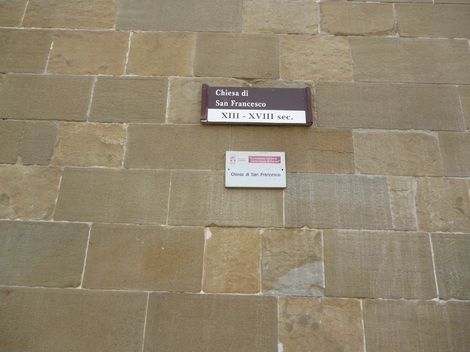 Chiesa di
San Francesco
XIII - XVIII sec.
Chiesa di San Francesco